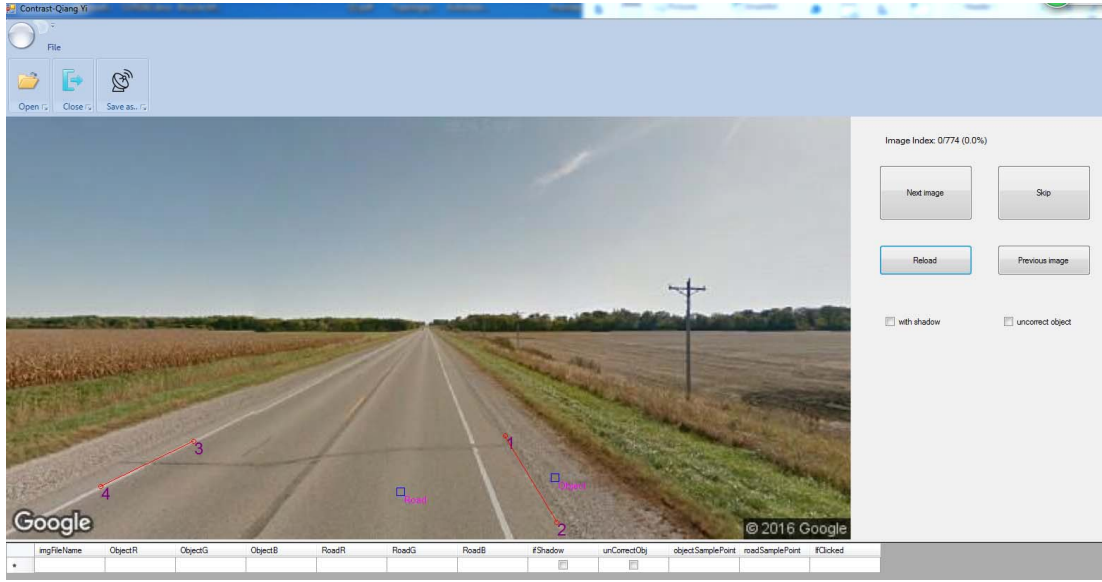 Contrast-Qiang Yi
File
Open Close Save as..
Image Index: 0/774 (0.0%)
Next image Skip
Reload Previous image
with shadow uncorrect object
1
3
4
Road
Object
2
Google
© 2016 Google
imgFileName ObjectR ObjectG ObjectB RoadR RoadG RoadB ifShadow unCorrectObj objectSamplePoint roadSamplePoint IfClicked